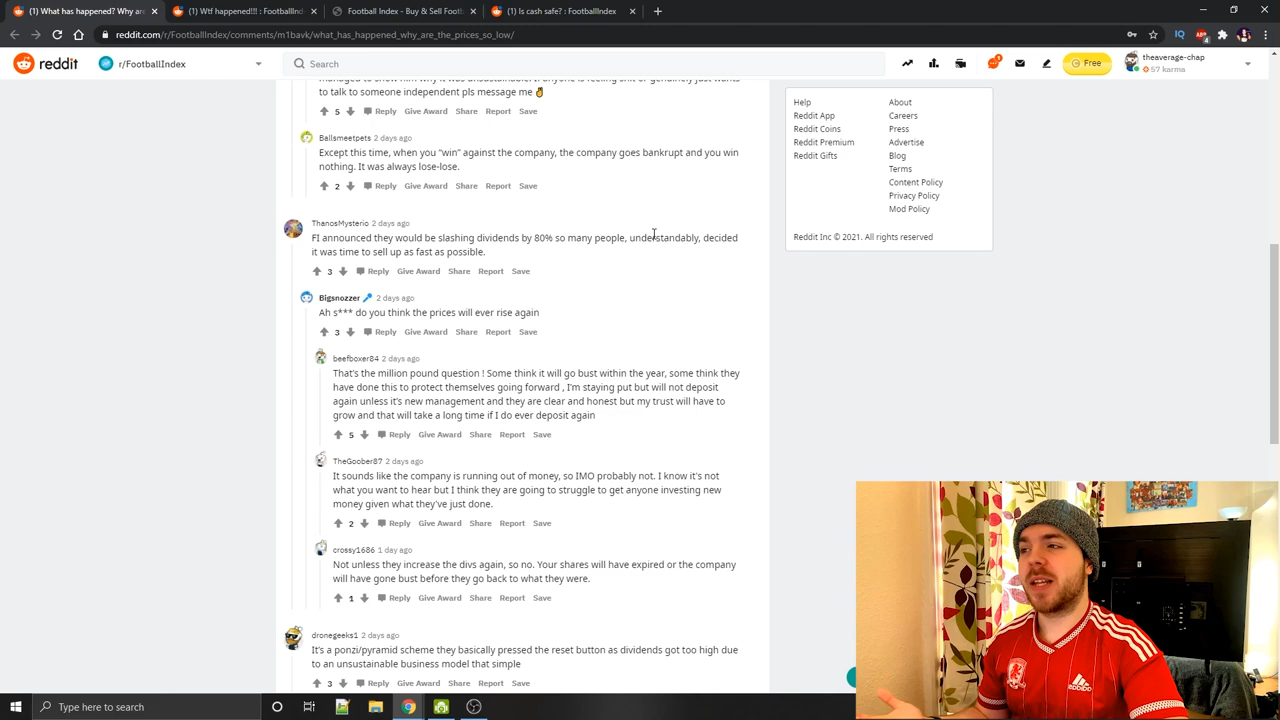 (1) What has happened? Why are
(1) Wtf happened!!! : FootballInd
Football Index - Buy & Sell Footb
(1) Is cash safe? : FootballIndex
reddit.com/r/FootballIndex/comments/m1bavk/what_has_happened_why_are_the_prices_so_low/
reddit
r/FootballIndex
Search
Free
theaverage-chap
57 karma
to talk to someone independent pls message me
5 Reply Give Award Share Report Save
Ballsmeetpets 2 days ago
Except this time, when you “win” against the company, the company goes bankrupt and you win
nothing. It was always lose-lose.
2 Reply Give Award Share Report Save
ThanosMysterio 2 days ago
FI announced they would be slashing dividends by 80% so many people, understandably, decided
it was time to sell up as fast as possible.
3 Reply Give Award Share Report Save
Bigsnozzer 2 days ago
Ah s*** do you think the prices will ever rise again
3 Reply Give Award Share Report Save
beefboxer84 2 days ago
That's the million pound question ! Some think it will go bust within the year, some think they
have done this to protect themselves going forward , I'm staying put but will not deposit
again unless it's new management and they are clear and honest but my trust will have to
grow and that will take a long time if I do ever deposit again
5 Reply Give Award Share Report Save
TheGoober87 2 days ago
It sounds like the company is running out of money, so IMO probably not. I know it's not
what you want to hear but I think they are going to struggle to get anyone investing new
money given what they've just done.
2 Reply Give Award Share Report Save
crossy1686 1 day ago
Not unless they increase the divs again, so no. Your shares will have expired or the company
will have gone bust before they go back to what they were.
1 Reply Give Award Share Report Save
dronegeeks1 2 days ago
It's a ponzi/pyramid scheme they basically pressed the reset button as dividends got too high due
to an unsustainable business model that simple
3 Reply Give Award Share Report Save
Help About
Reddit App Careers
Reddit Coins Press
Reddit Premium Advertise
Reddit Gifts Blog
Terms
Content Policy
Privacy Policy
Mod Policy
Reddit Inc © 2021. All rights reserved
adidas
Type here to search